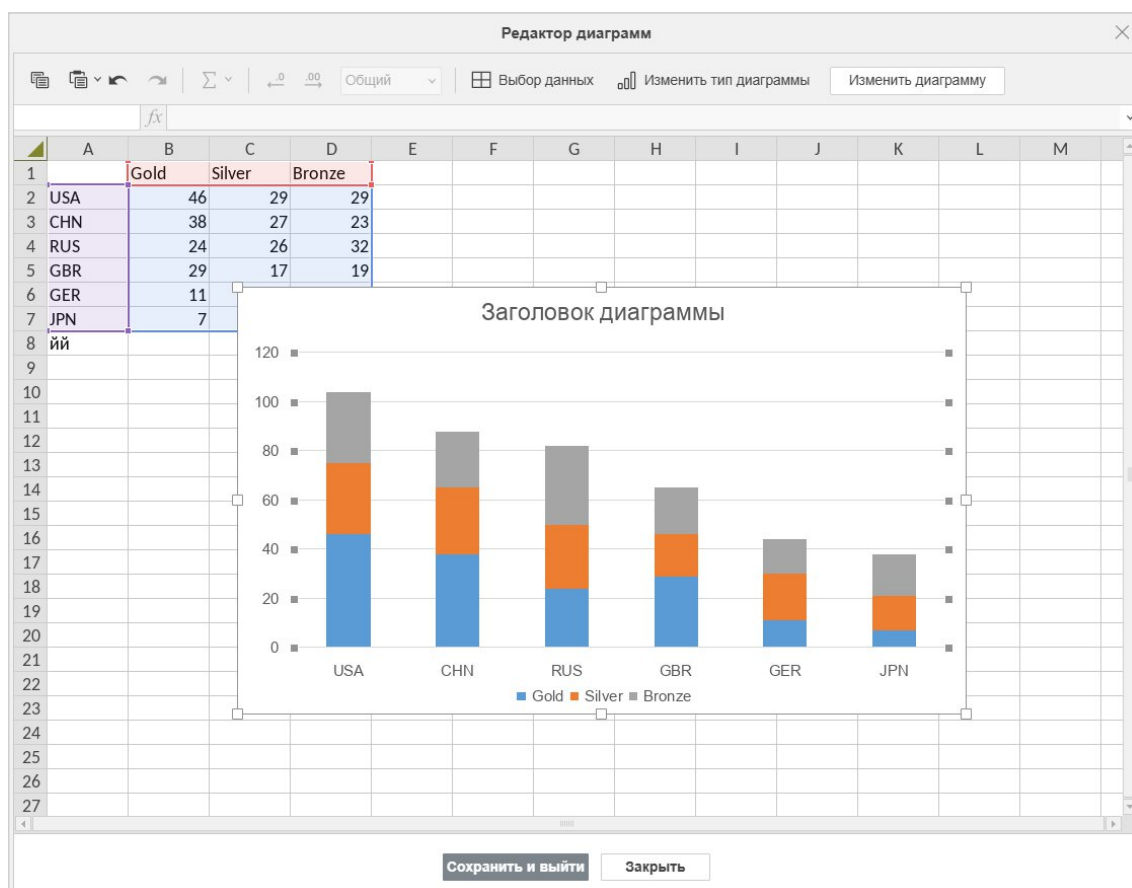 Редактор диаграмм
Общий Выбор данных Изменить тип диаграммы Изменить диаграмму
fx
A B C D E F G H I J K L M
1 Gold Silver Bronze
2 USA 46 29 29
3 CHN 38 27 23
4 RUS 24 26 32
5 GBR 29 17 19
6 GER 11
7 JPN 7
8 йй
9
10
11
12
13
14
15
16
17
18
19
20
21
22
23
24
25
26
27
Заголовок диаграммы
120
100
80
60
40
20
0
USA CHN RUS GBR GER JPN
Gold Silver Bronze
Сохранить и выйти Закрыть